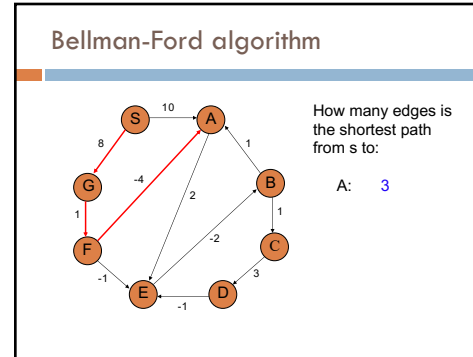 Bellman-Ford algorithm
S
10
A
8
-4
1
G
2
B
1
1
F
-2
C
-1
3
E
-1
D
How many edges is
the shortest path
from s to:
A: 3